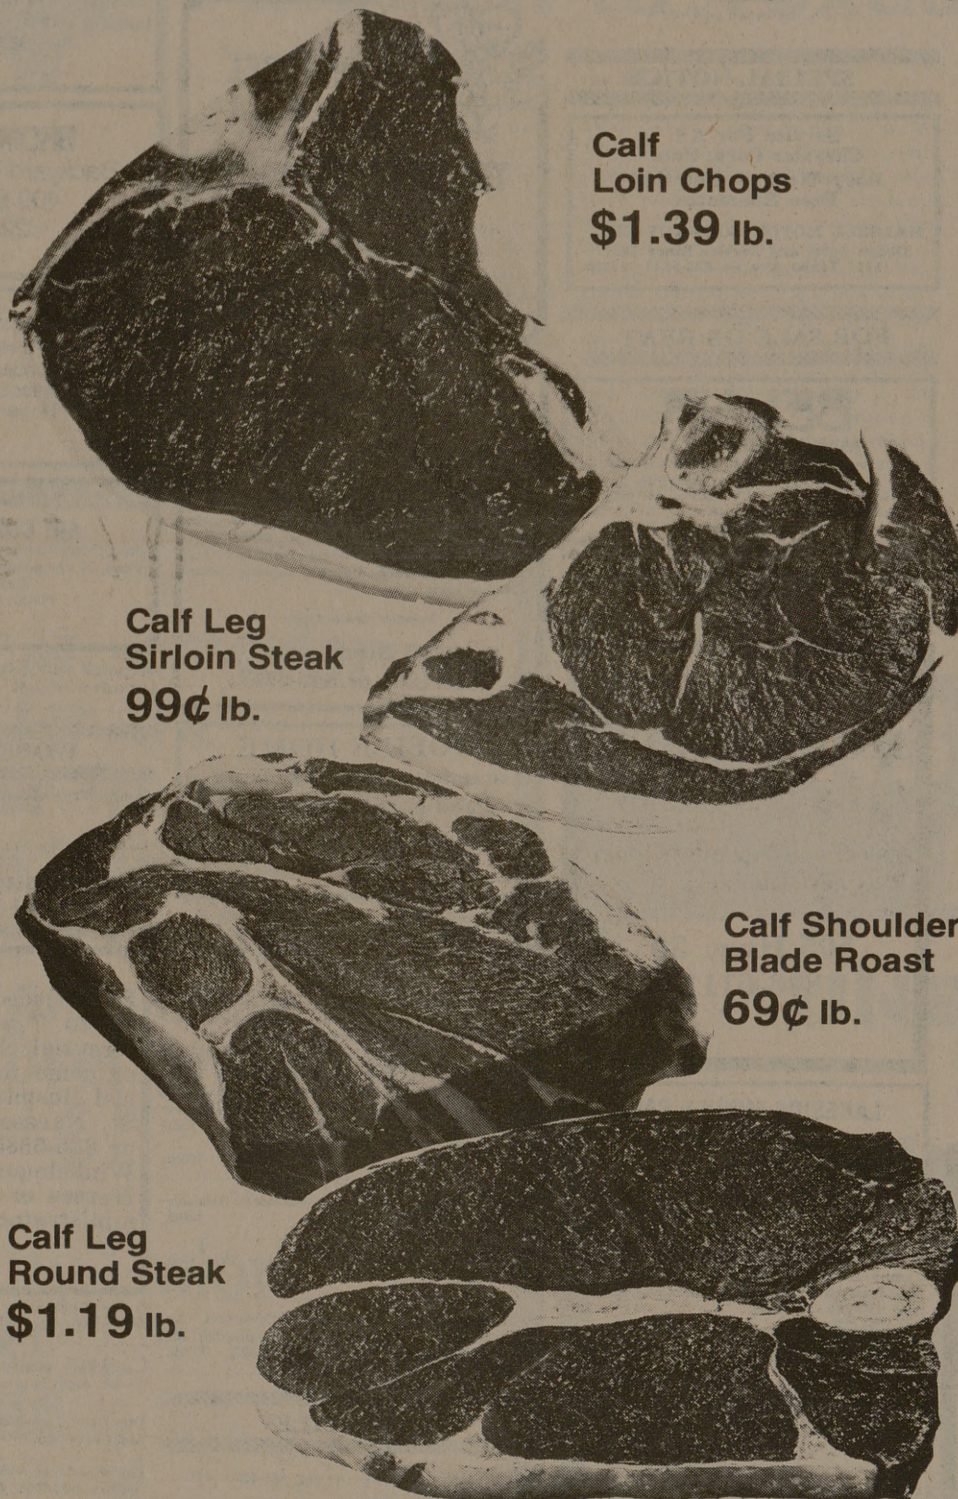 Calf
Loin Chops
$1.39 lb.
Calf Leg
Sirloin Steak
99¢ lb.
Calf Shoulder
Blade Roast
69¢ lb.
Calf Leg
Round Steak
$1.19 lb.